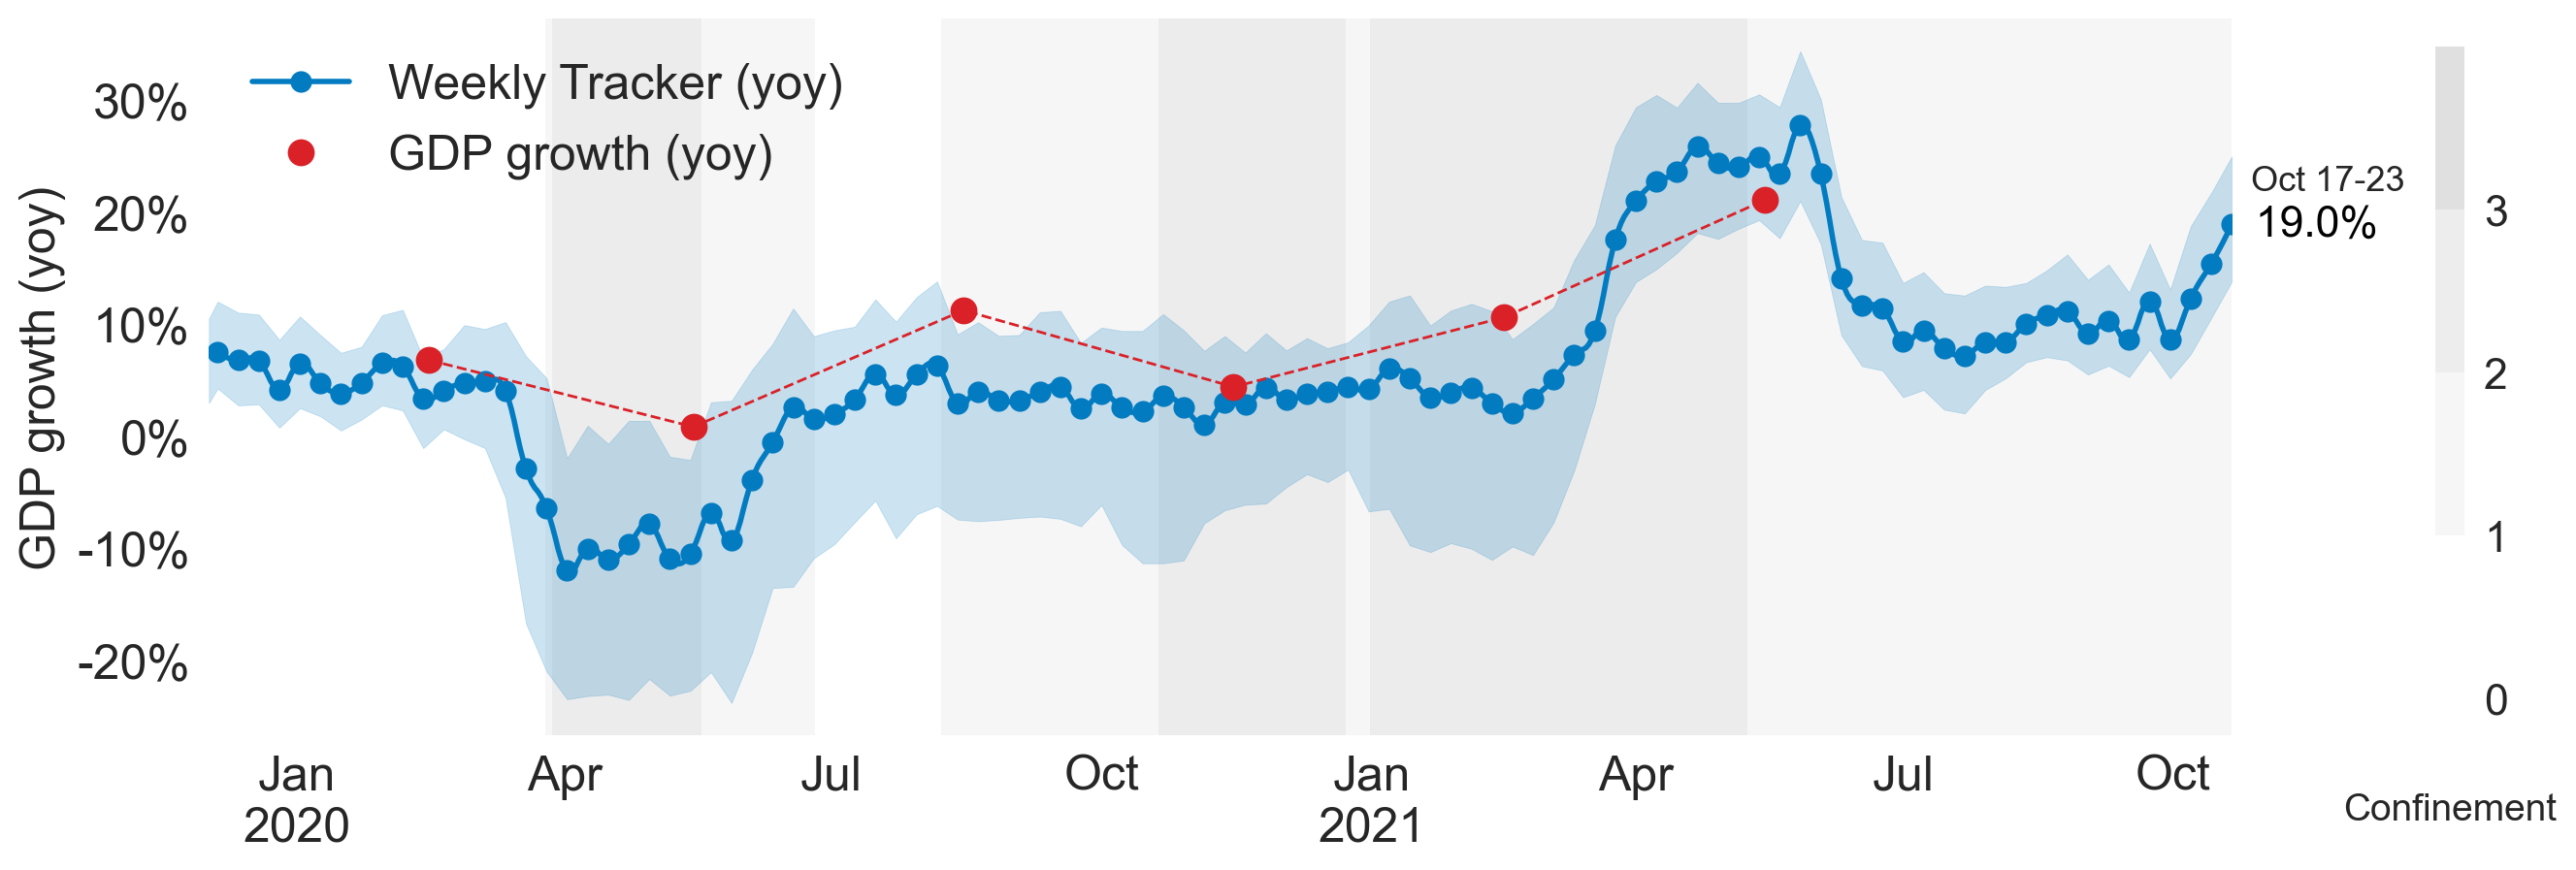 Weekly Tracker (yoy)
GDP growth (yoy)
GDP growth (yoy)
30%
20%
10%
0%
-10%
-20%
Jan
2020
Apr
Jul
Oct
Jan
2021
Apr
Jul
Oct
Oct 17-23
19.0%
3
2
1
0
Confinement